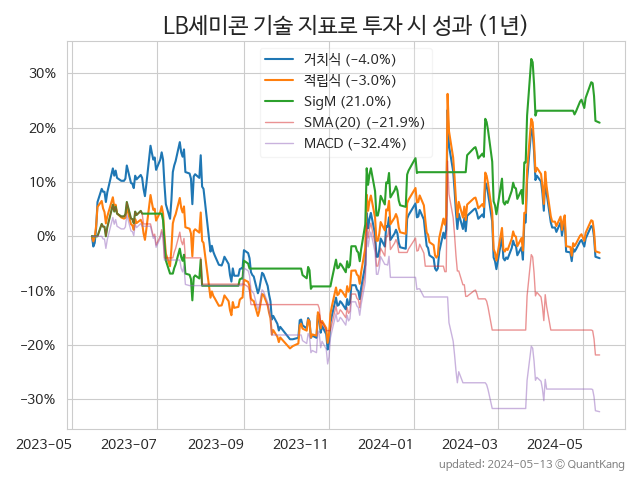 LB세미콘 기술 지표로 투자 시 성과 (1년)
거치식 (−4.0%)
적립식 (−3.0%)
SigM (21.0%)
SMA(20) (−21.9%)
MACD (−32.4%)
30%
20%
10%
0%
−10%
−20%
−30%
2023-05 2023-07 2023-09 2023-11 2024-01 2024-03 2024-05
updated: 2024-05-13 ⓒ QuantKang